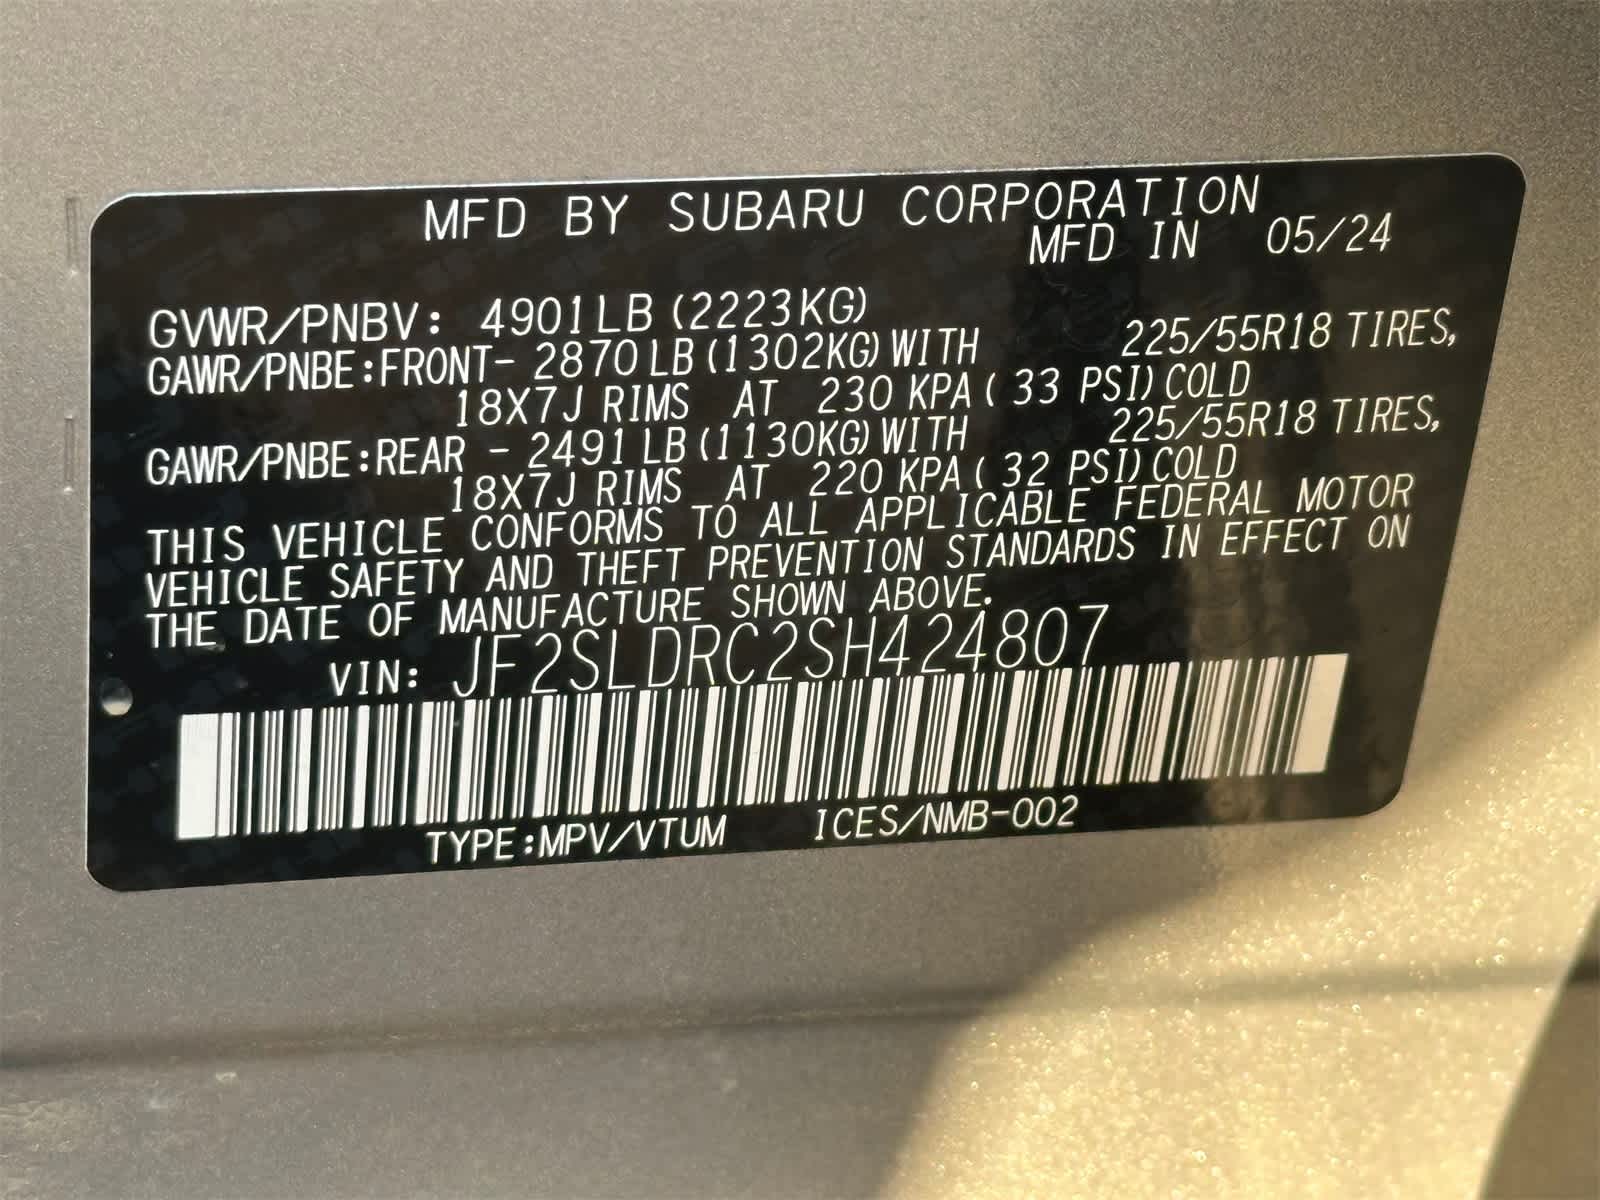 MFD BY SUBARU CORPORATION
MFD IN 05/24
GVWR/PNBV: 4901LB (2223KG)
GAWR/PNBE:FRONT- 2870LB(1302KG)WITH 225/55R18 TIRES,
18X7J RIMS AT 230 KPA( 33 PSI)COLD
GAWR/PNBE:REAR - 2491LB(1130KG)WITH 225/55R18 TIRES,
18X7J RIMS AT 220 KPA( 32 PSI)COLD
THIS VEHICLE CONFORMS TO ALL APPLICABLE FEDERAL MOTOR
VEHICLE SAFETY AND THEFT PREVENTION STANDARDS IN EFFECT ON
THE DATE OF MANUFACTURE SHOWN ABOVE.
VIN: JF2SLDRC2SH424807
TYPE:MPV/VTUM ICES/NMB-002